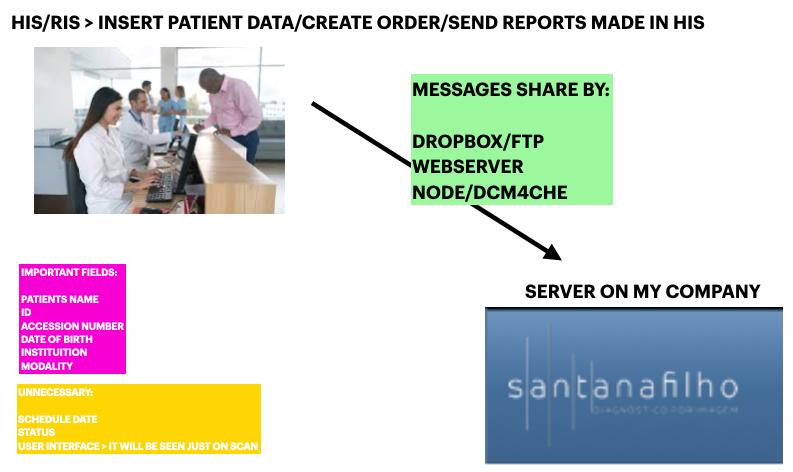 HIS/RIS > INSERT PATIENT DATA/CREATE ORDER/SEND REPORTS MADE IN HIS
MESSAGES SHARE BY:
DROPBOX/FTP
WEBSERVER
NODE/DCM4CHE
IMPORTANT FIELDS:
PATIENTS NAME
ID
ACCESSION NUMBER
DATE OF BIRTH
INSTITUITION
MODALITY
UNNECESSARY:
SCHEDULE DATE
STATUS
USER INTERFACE > IT WILL BE SEEN JUST ON SCAN
SERVER ON MY COMPANY
santanafilho
DIAGNÓSTICO POR IMAGEM